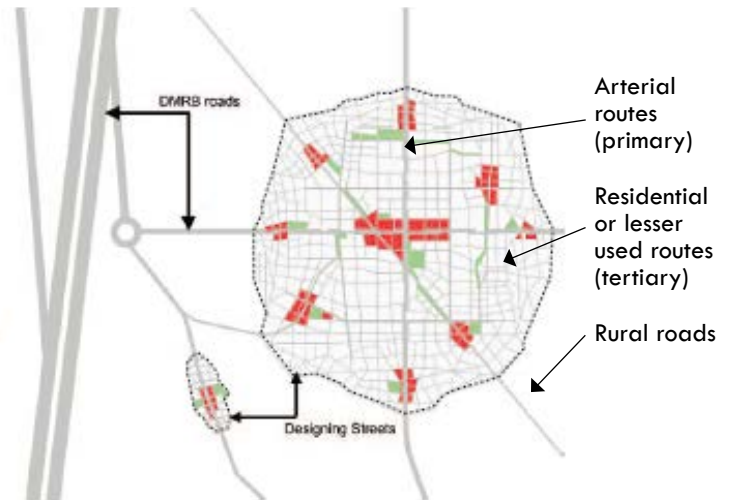 DMRB roads
Arterial
routes
(primary)
Residential
or lesser
used routes
(tertiary)
Rural roads
Designing Streets